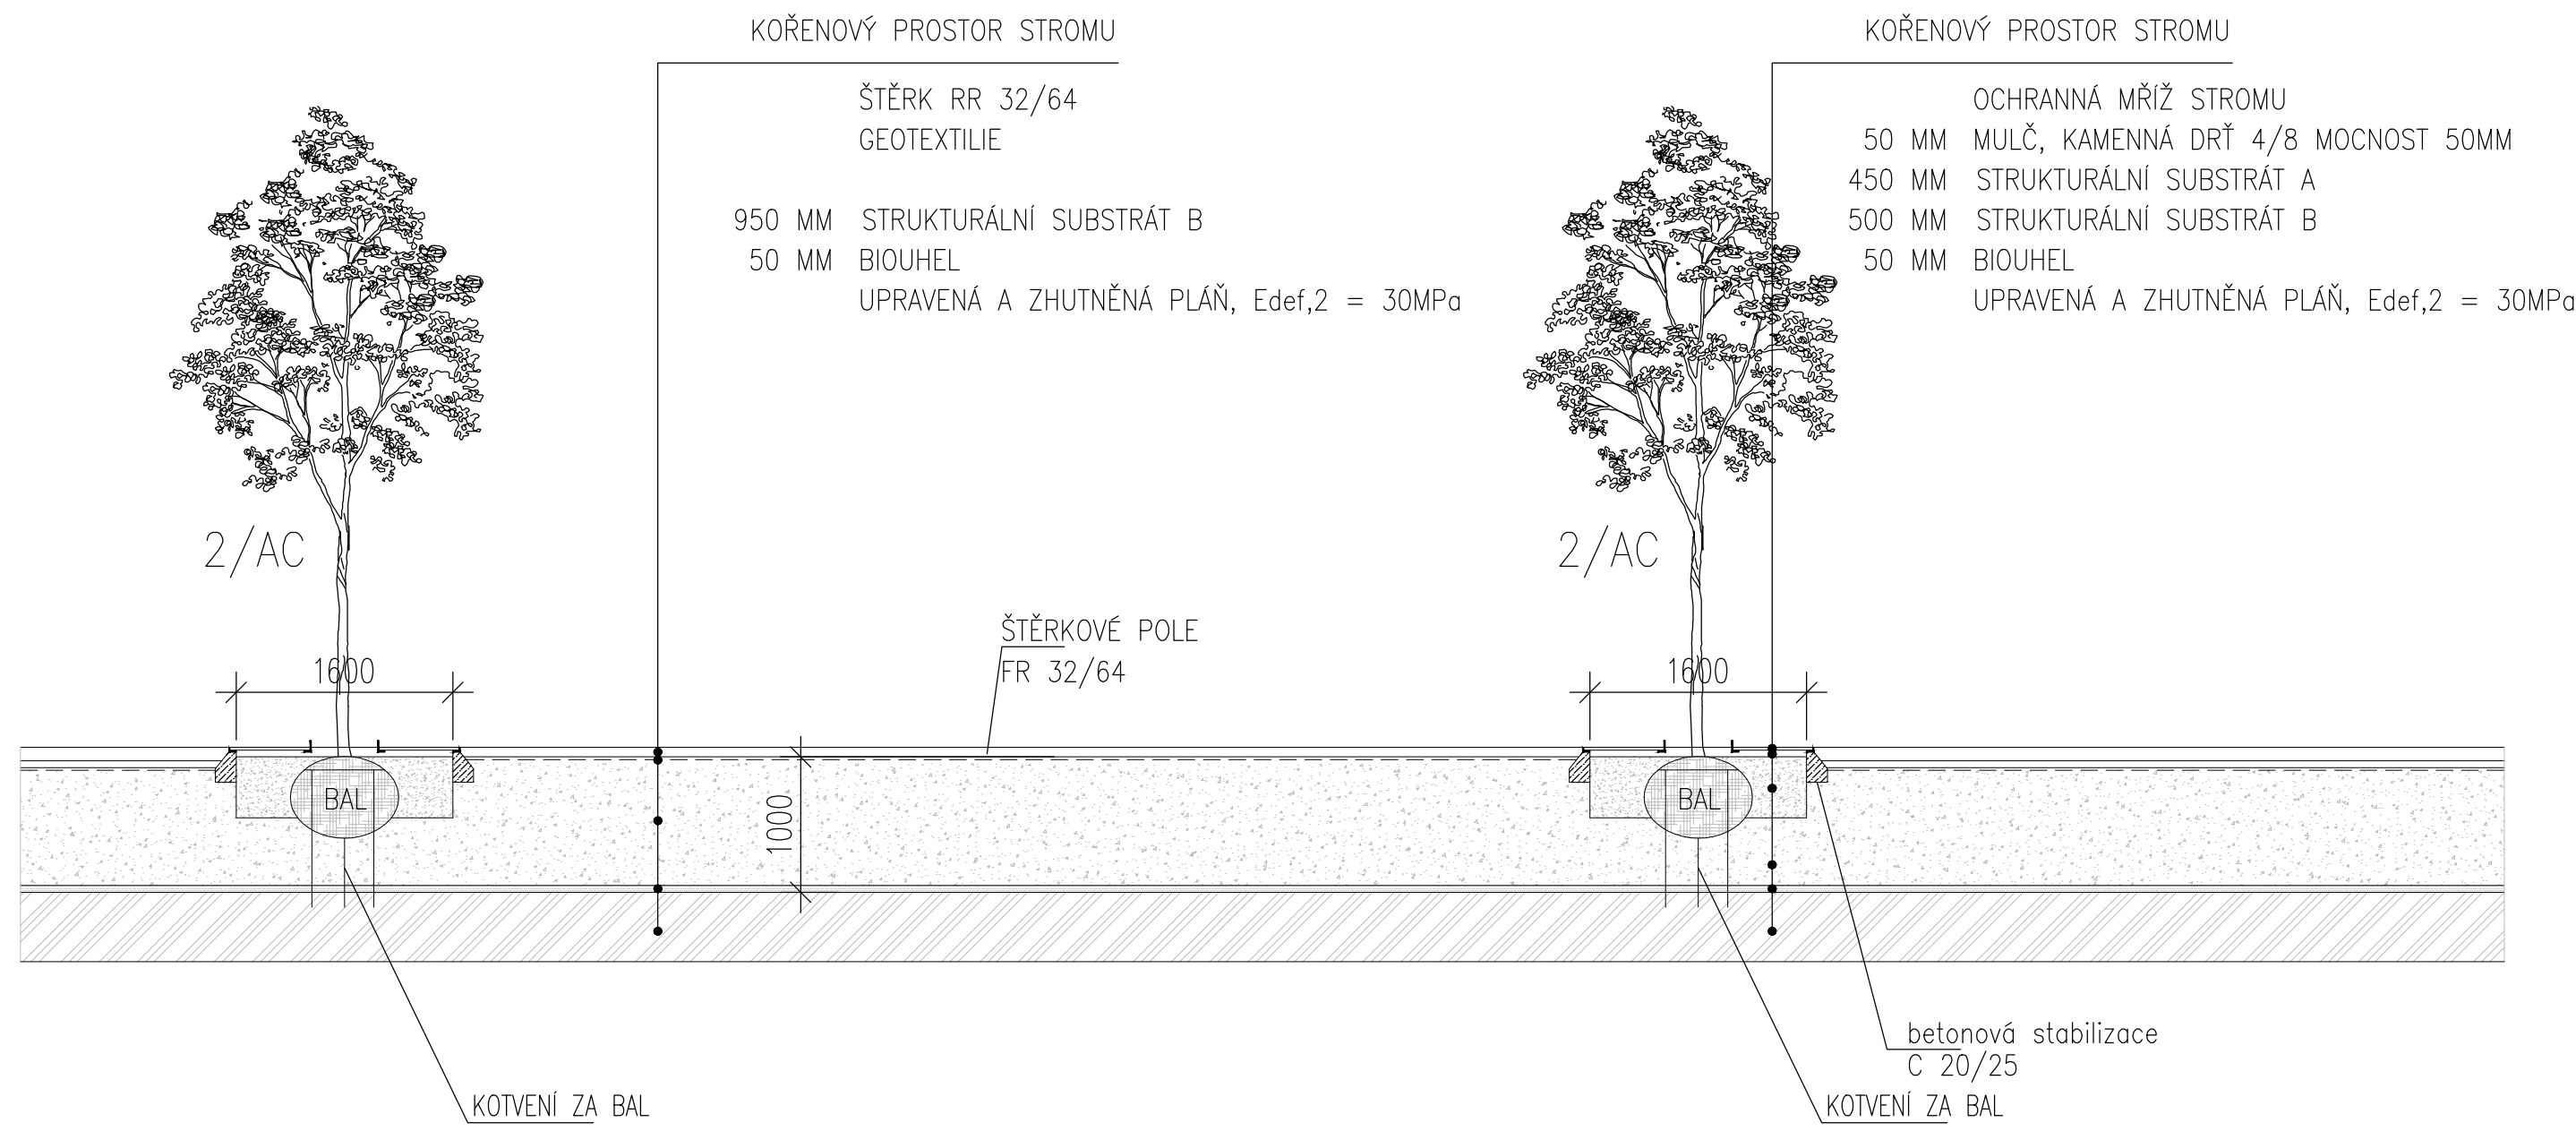 KOŘENOVÝ PROSTOR STROMU
ŠTĚRK RR 32/64
GEOTEXTILIE
950 MM STRUKTURÁLNÍ SUBSTRÁT B
50 MM BIOUHEL
UPRAVENÁ A ZHUTNĚNÁ PLÁŇ, Edef,2 = 30MPa
KOŘENOVÝ PROSTOR STROMU
OCHRANNÁ MŘÍŽ STROMU
50 MM MULČ, KAMENNÁ DRŤ 4/8 MOCNOST 50MM
450 MM STRUKTURÁLNÍ SUBSTRÁT A
500 MM STRUKTURÁLNÍ SUBSTRÁT B
50 MM BIOUHEL
UPRAVENÁ A ZHUTNĚNÁ PLÁŇ, Edef,2 = 30MPa
2/AC
2/AC
ŠTĚRKOVÉ POLE
FR 32/64
1600
1600
BAL
1000
BAL
betonová stabilizace
C 20/25
KOTVENÍ ZA BAL
KOTVENÍ ZA BAL